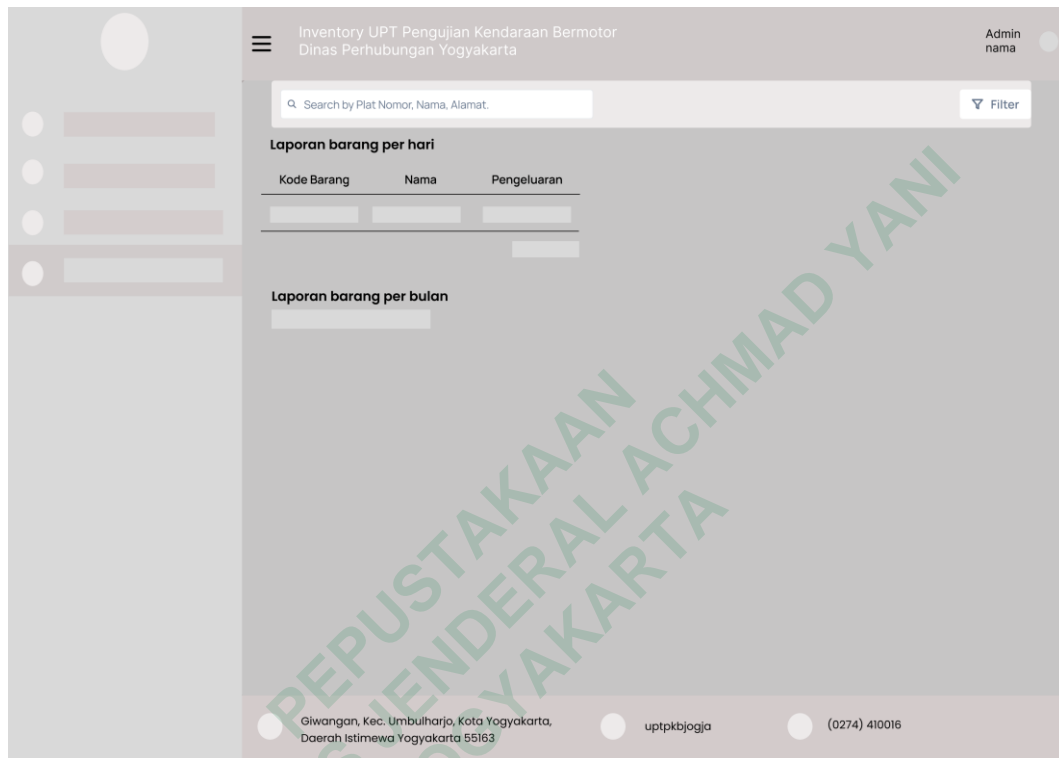 Inventory UPT Pengujian Kendaraan Bermotor
Dinas Perhubungan Yogyakarta
Admin
nama
Search by Plat Nomor, Nama, Alamat.
Filter
Laporan barang per hari
Kode Barang Nama Pengeluaran
Laporan barang per bulan
PEPUSTAKAAN
JENDERAL ACHMAD YANI
YOGYAKARTA
Giwangan, Kec. Umbulharjo, Kota Yogyakarta,
Daerah Istimewa Yogyakarta 55163
uptpkbjogja
(0274) 410016